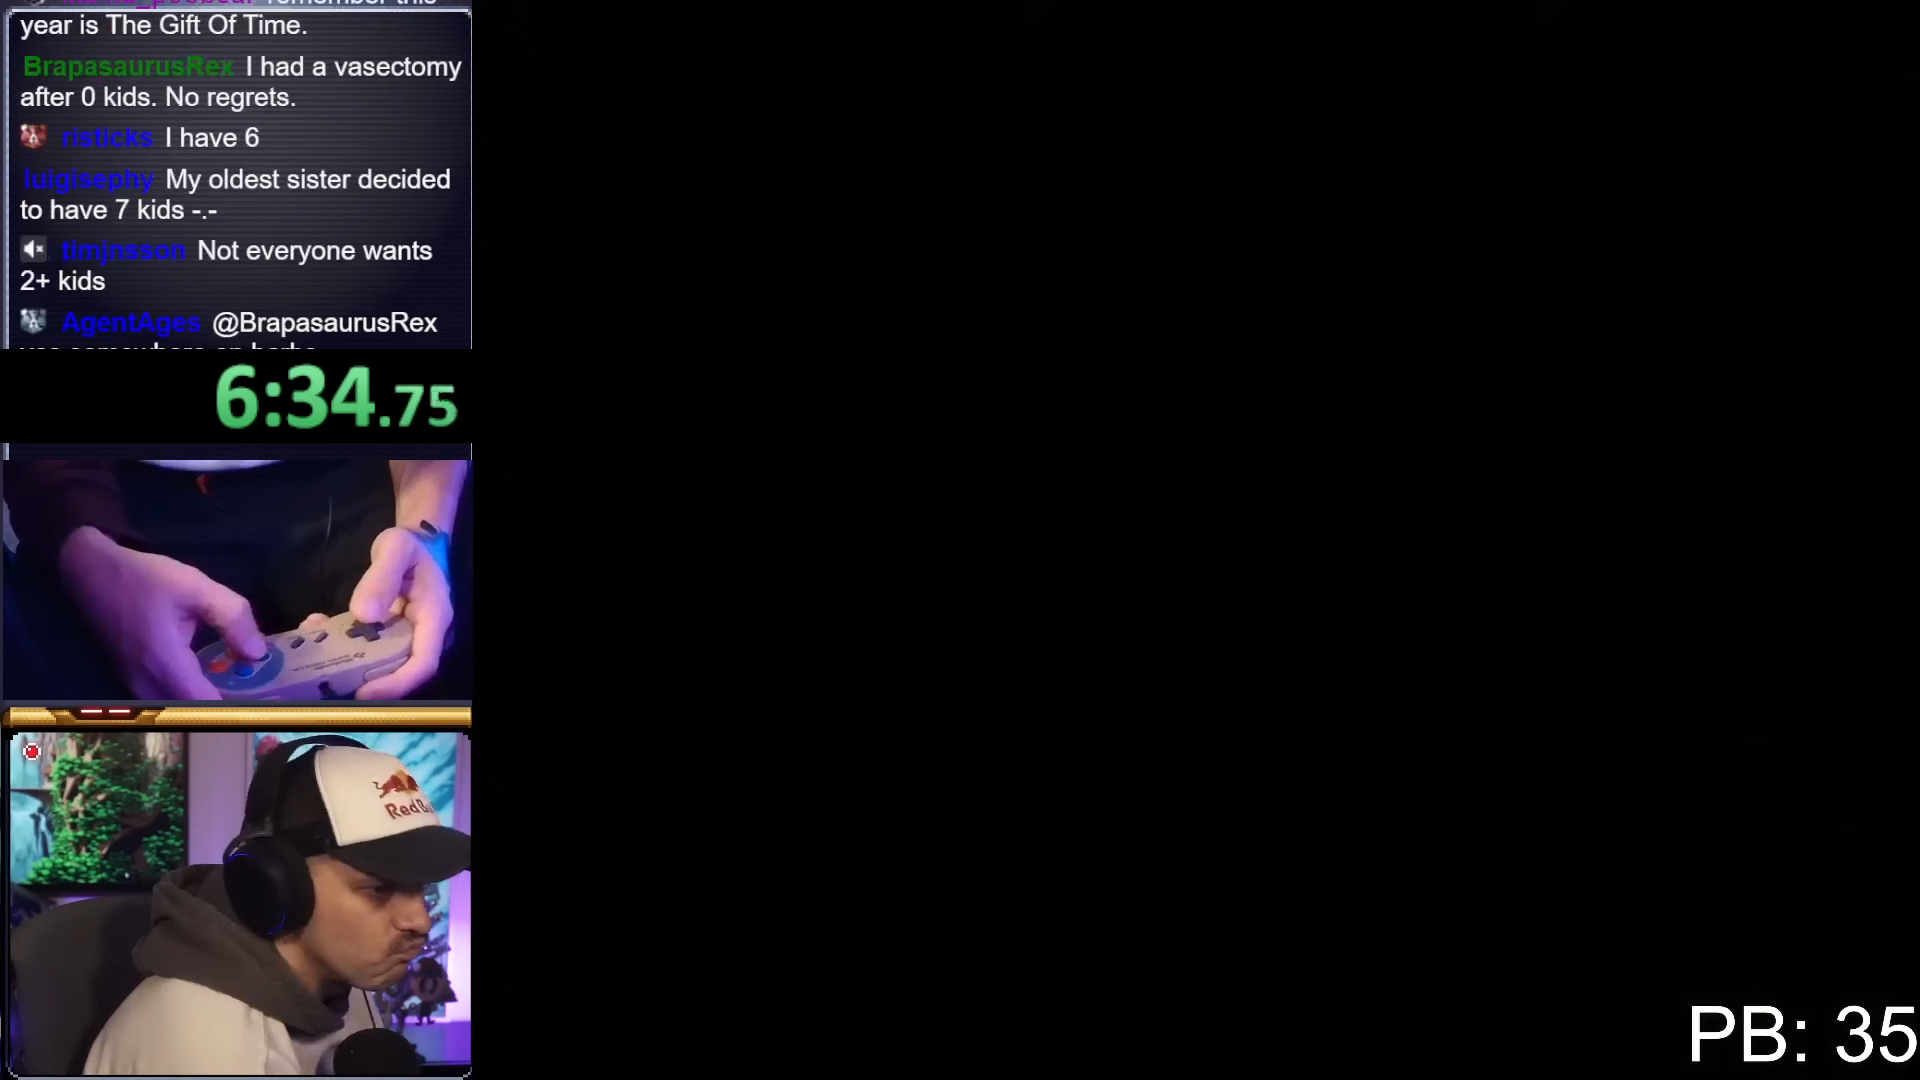 year is The Gift Of Time.
BrapasaurusRex I had a vasectomy
after 0 kids. No regrets.
risticks I have 6
luigisephy My oldest sister decided
to have 7 kids -.-
timjnsson Not everyone wants
2+ kids
AgentAges @BrapasaurusRex
6:34.75
Red Bull
PB: 35